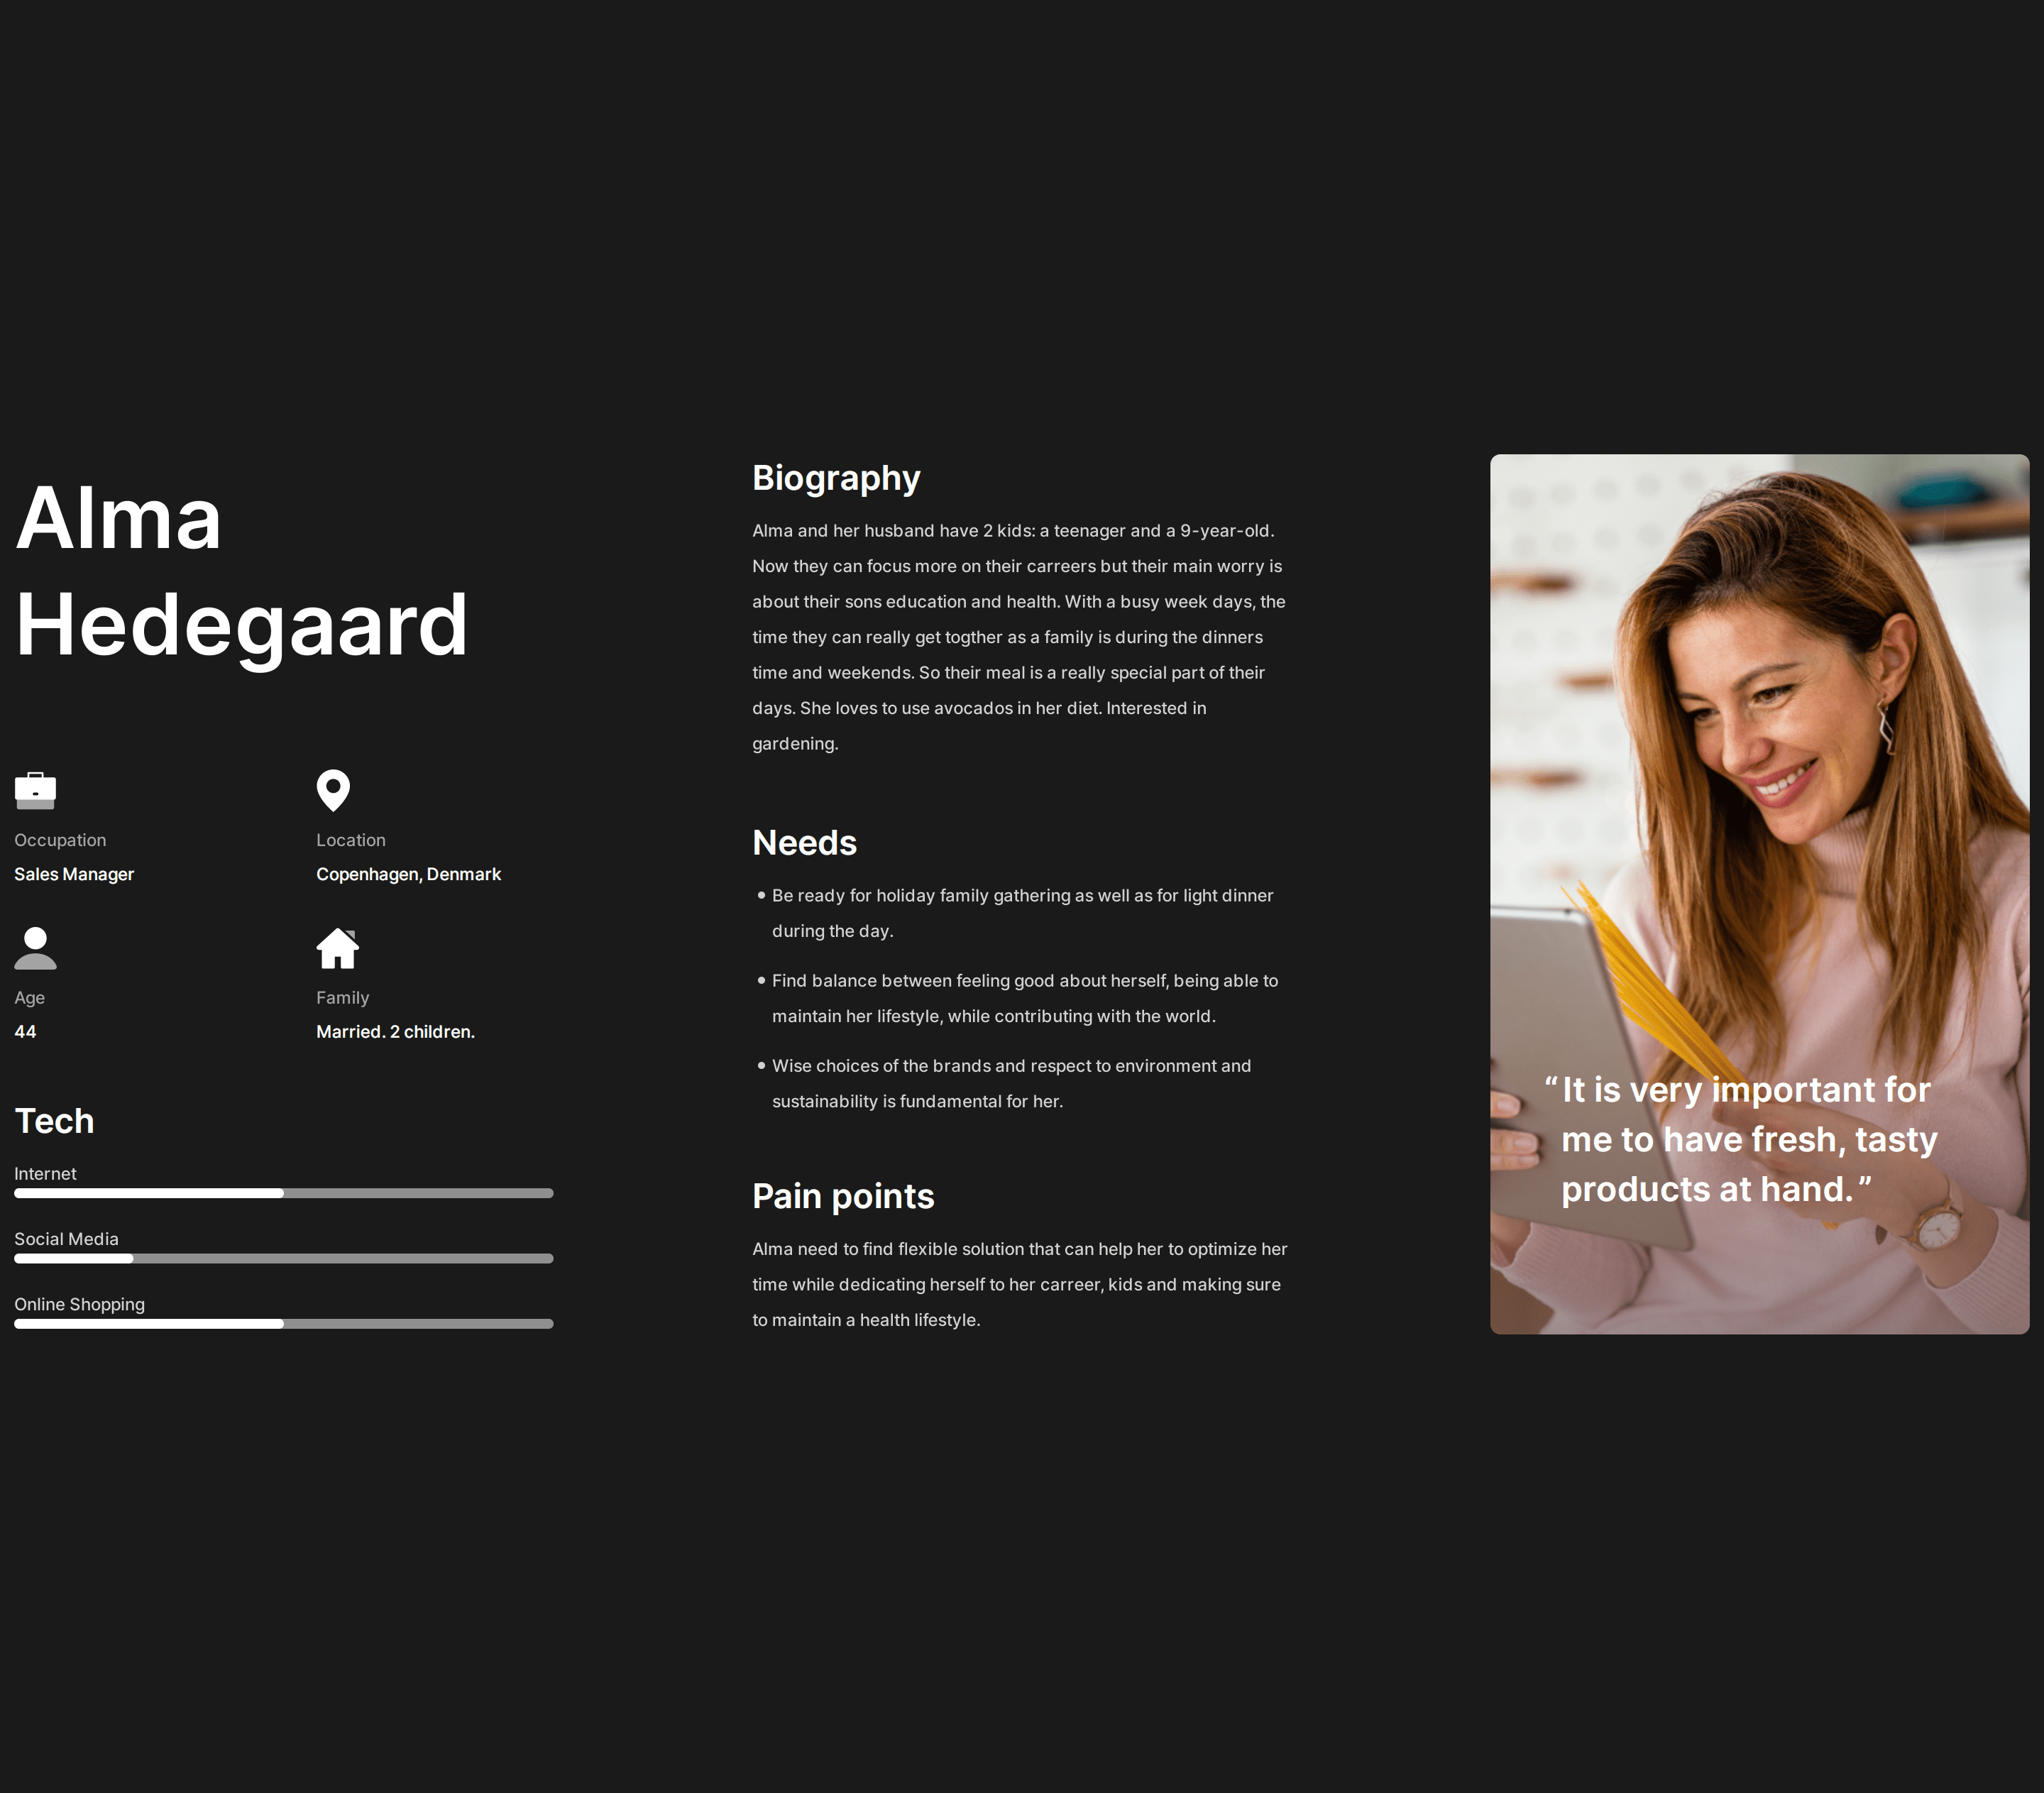 Alma
Hedegaard
Occupation
Sales Manager
Location
Copenhagen, Denmark
Age
44
Family
Married. 2 children.
Tech
Internet
Social Media
Online Shopping
Biography
Alma and her husband have 2 kids: a teenager and a 9-year-old.
Now they can focus more on their carreers but their main worry is
about their sons education and health. With a busy week days, the
time they can really get togther as a family is during the dinners
time and weekends. So their meal is a really special part of their
days. She loves to use avocados in her diet. Interested in
gardening.
Needs
• Be ready for holiday family gathering as well as for light dinner
during the day.
• Find balance between feeling good about herself, being able to
maintain her lifestyle, while contributing with the world.
• Wise choices of the brands and respect to environment and
sustainability is fundamental for her.
Pain points
Alma need to find flexible solution that can help her to optimize her
time while dedicating herself to her carreer, kids and making sure
to maintain a health lifestyle.
“It is very important for
me to have fresh, tasty
products at hand.”